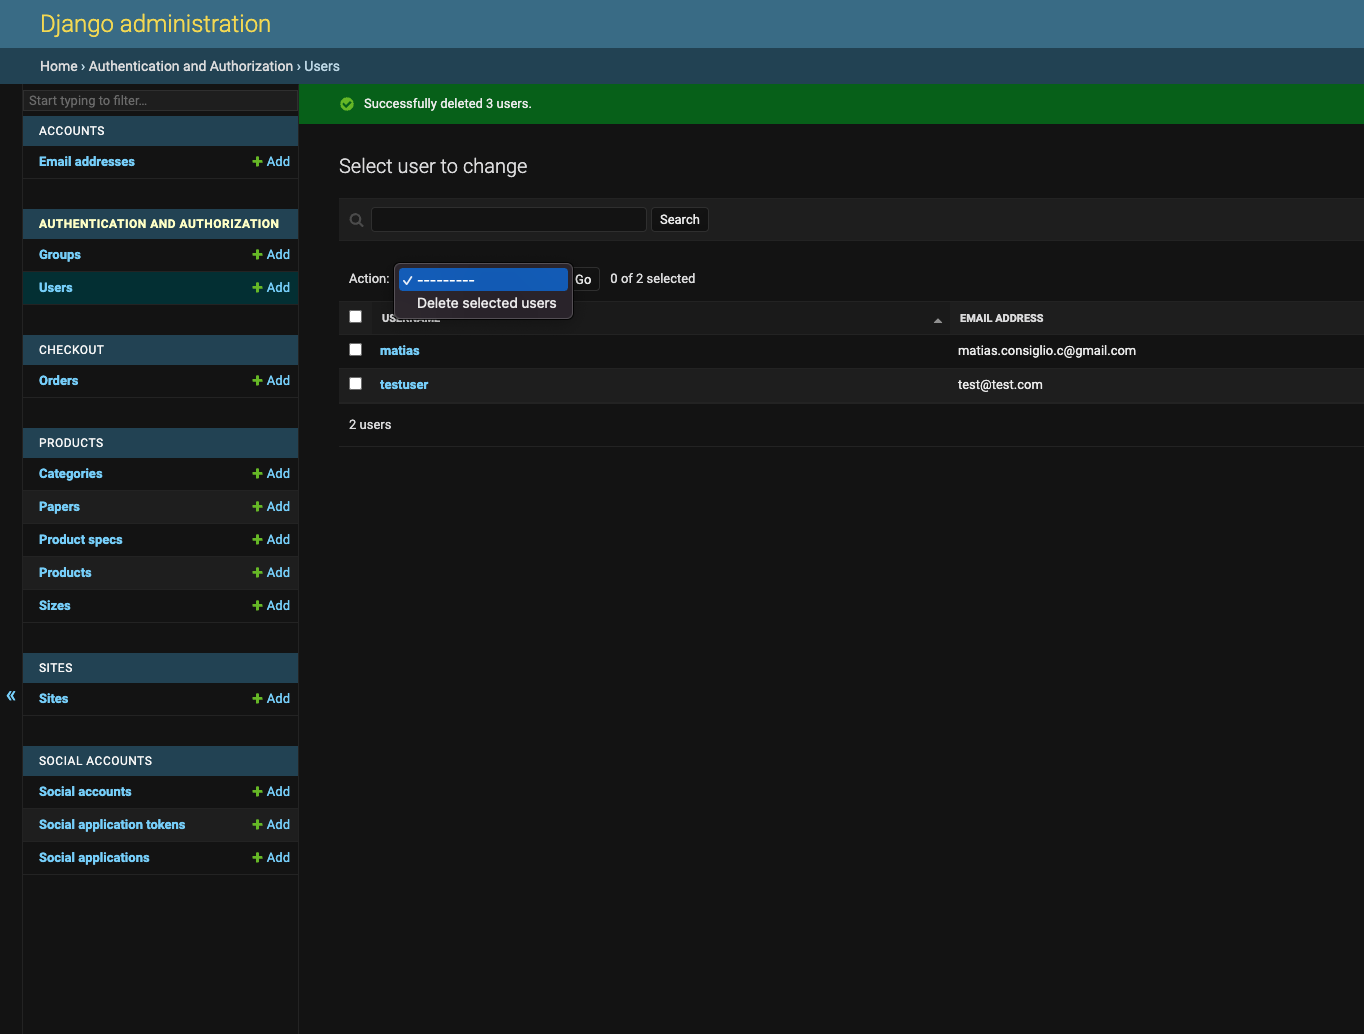 Django administration
Home › Authentication and Authorization › Users
Start typing to filter...
ACCOUNTS
Email addresses
Add
AUTHENTICATION AND AUTHORIZATION
Groups
Add
Users
Add
CHECKOUT
Orders
Add
PRODUCTS
Categories
Add
Papers
Add
Product specs
Add
Products
Add
Sizes
Add
SITES
Sites
Add
«
SOCIAL ACCOUNTS
Social accounts
Add
Social application tokens
Add
Social applications
Add
Successfully deleted 3 users.
Select user to change
Search
Action:
✓ ---------
Delete selected users
Go
0 of 2 selected
USERNAME
EMAIL ADDRESS
matias
matias.consiglio.c@gmail.com
testuser
test@test.com
2 users